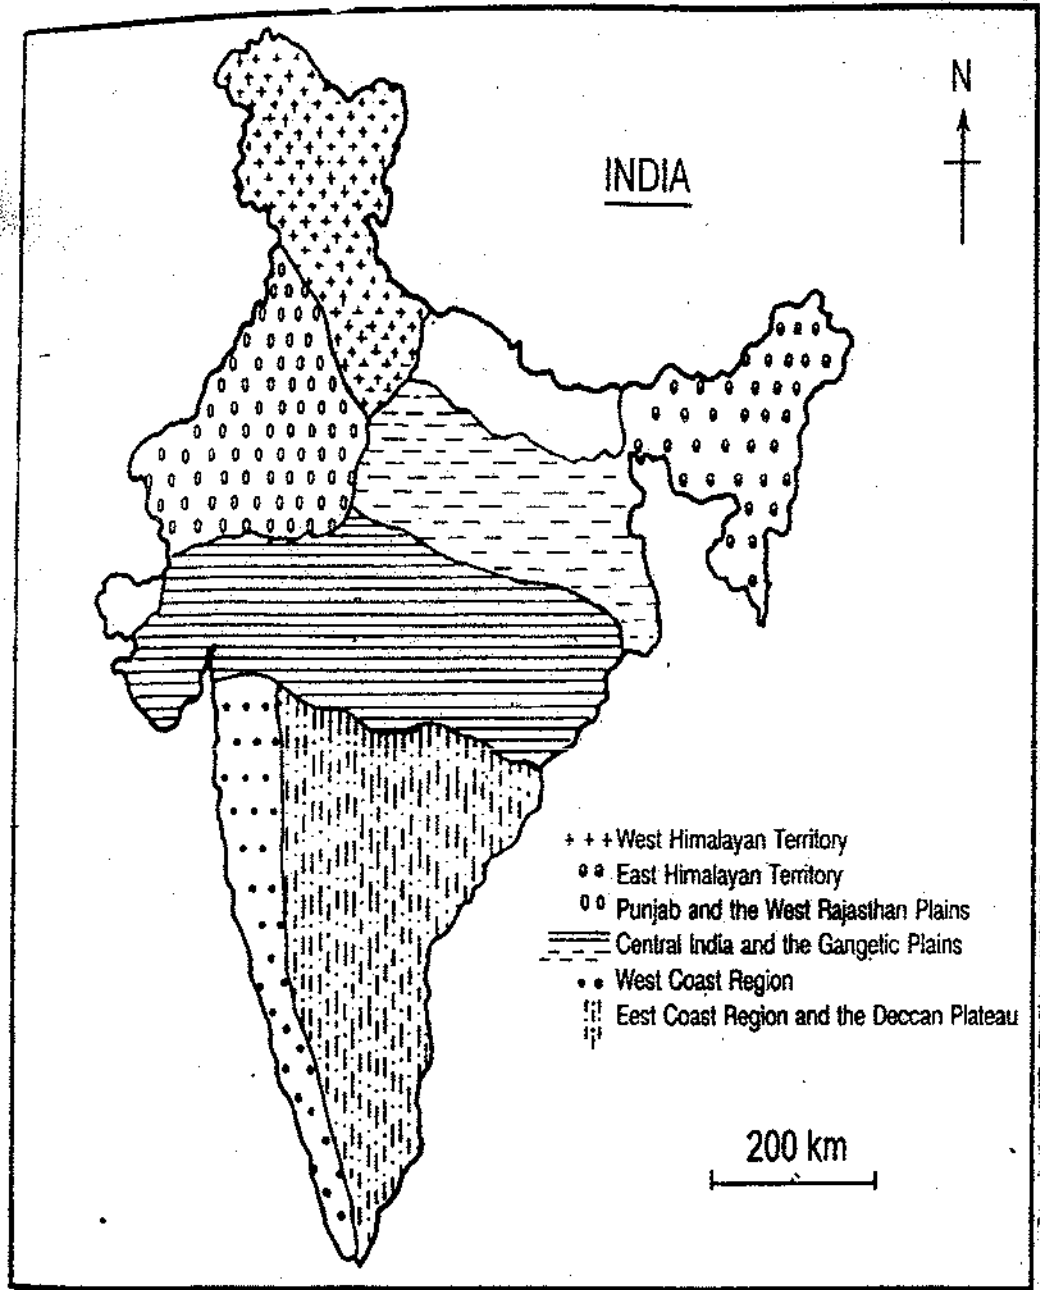 N
INDIA
West Himalayan Territory
East Himalayan Territory
Punjab and the West Rajasthan Plains
Central India and the Gangetic Plains
West Coast Region
Eest Coast Region and the Deccan Plateau
200 km